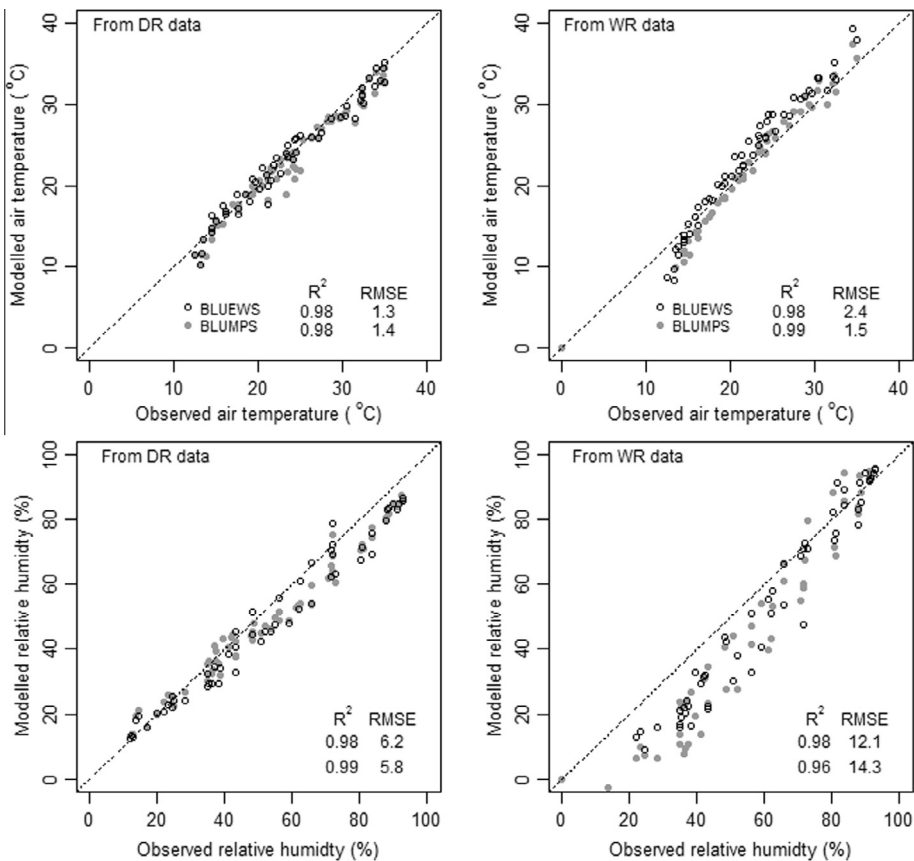 From DR data
Modelled air temperature ( °C)
40
30
20
10
0
R² RMSE
BLUEWS 0.98 1.3
BLUMPS 0.98 1.4
0 10 20 30 40
Observed air temperature ( °C)
From WR data
Modelled air temperature ( °C)
40
30
20
10
0
R² RMSE
BLUEWS 0.98 2.4
BLUMPS 0.99 1.5
0 10 20 30 40
Observed air temperature ( °C)
From DR data
Modelled relative humidty (%)
100
80
60
40
20
0
R² RMSE
0.98 6.2
0.99 5.8
0 20 40 60 80 100
Observed relative humidty (%)
From WR data
Modelled relative humidty (%)
100
80
60
40
20
0
R² RMSE
0.98 12.1
0.96 14.3
0 20 40 60 80 100
Observed relative humidty (%)